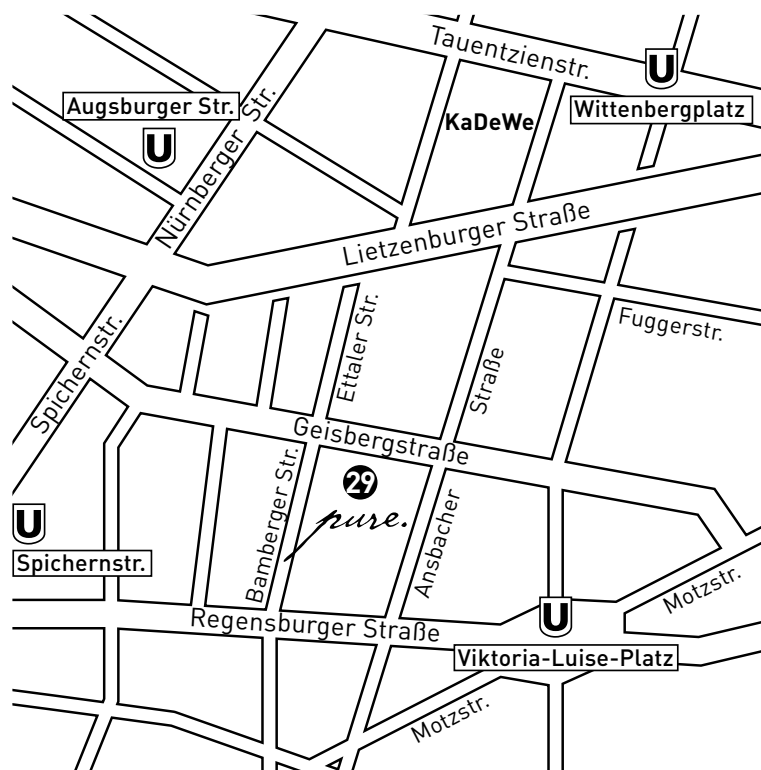 Tauentzienstr.
U
Wittenbergplatz
Augsburger Str.
U
KaDeWe
Nürnberger Str.
Lietzenburger Straße
Fuggerstr.
Spichernstr.
Ettaler Str.
Straße
Geisbergstraße
29
pure.
Bamberger Str.
Ansbacher
U
Spichernstr.
Motzstr.
U
Regensburger Straße
Viktoria-Luise-Platz
Motzstr.